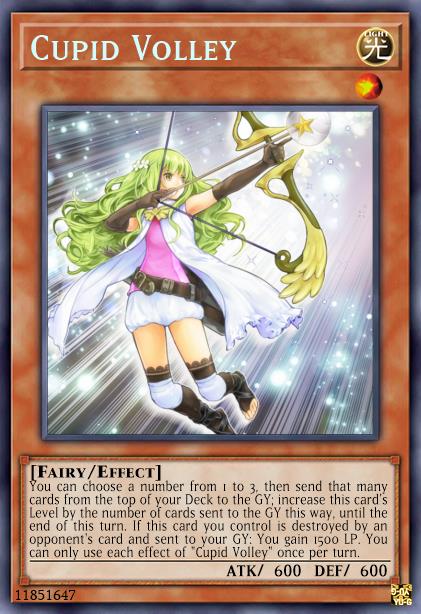 Cupid Volley
LIGHT
光
[Fairy/Effect]
You can choose a number from 1 to 3, then send that many
cards from the top of your Deck to the GY; increase this card's
Level by the number of cards sent to the GY this way, until the
end of this turn. If this card you control is destroyed by an
opponent's card and sent to your GY: You gain 1500 LP. You
can only use each effect of "Cupid Volley" once per turn.
ATK/ 600 DEF/ 600
11851647